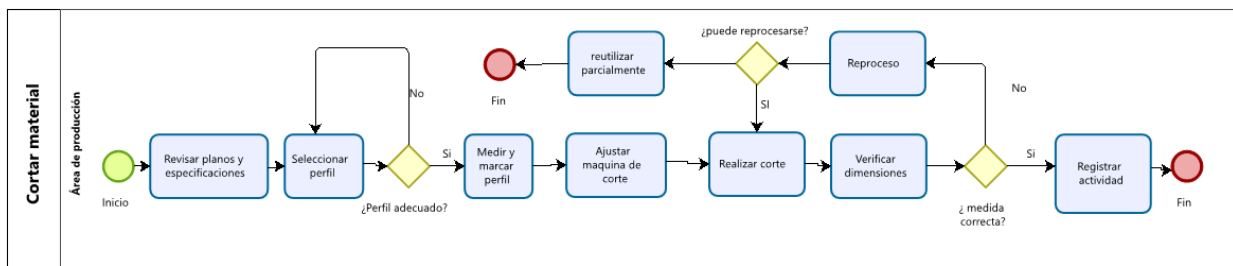 Cortar material
Área de producción
Inicio
Revisar planos y
especificaciones
Seleccionar
perfil
¿Perfil adecuado?
No
Si
Medir y
marcar perfil
Ajustar
maquina de
corte
Realizar corte
Verificar
dimensiones
¿ medida
correcta?
Si
Registrar
actividad
Fin
No
Reproceso
¿puede reprocesarse?
SI
reutilizar
parcialmente
Fin